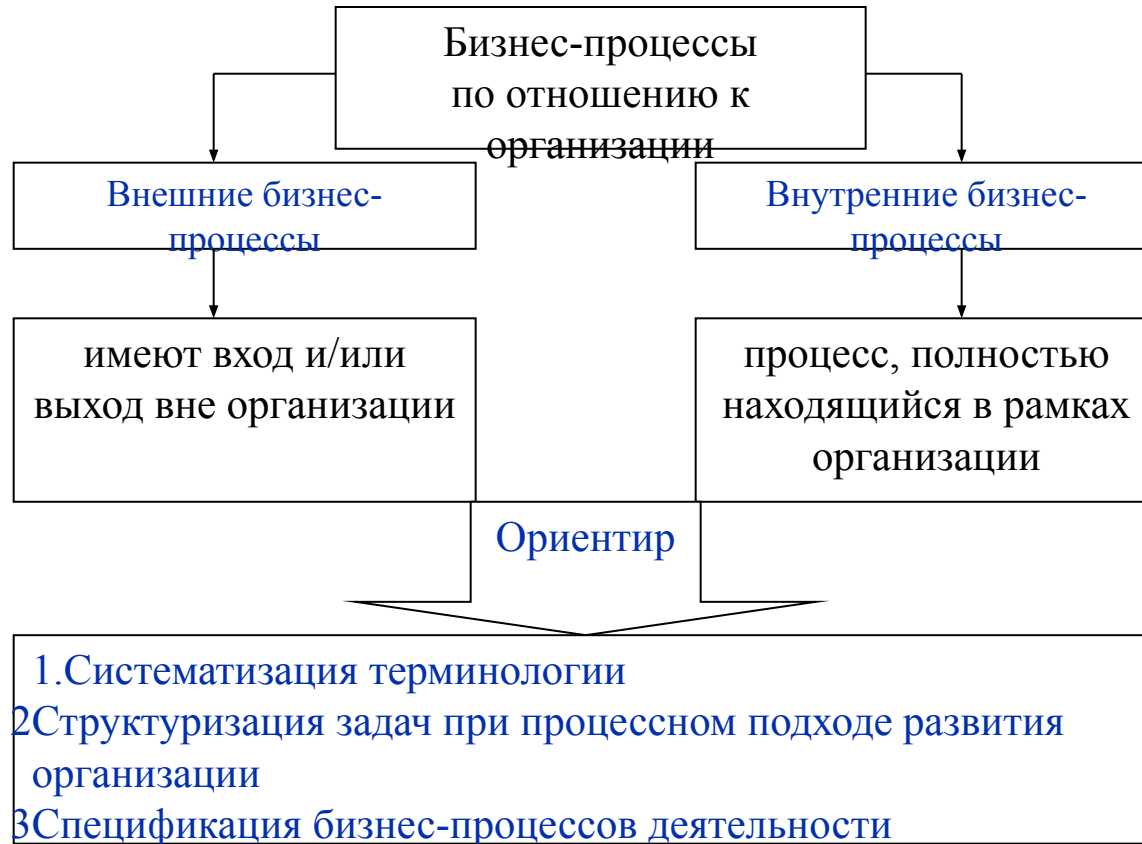 Бизнес-процессы
по отношению к
организации
Внешние бизнес-
процессы
Внутренние бизнес-
процессы
имеют вход и/или
выход вне организации
процесс, полностью
находящийся в рамках
организации
Ориентир
1.Систематизация терминологии
2Структуризация задач при процессном подходе развития
организации
3Спецификация бизнес-процессов деятельности